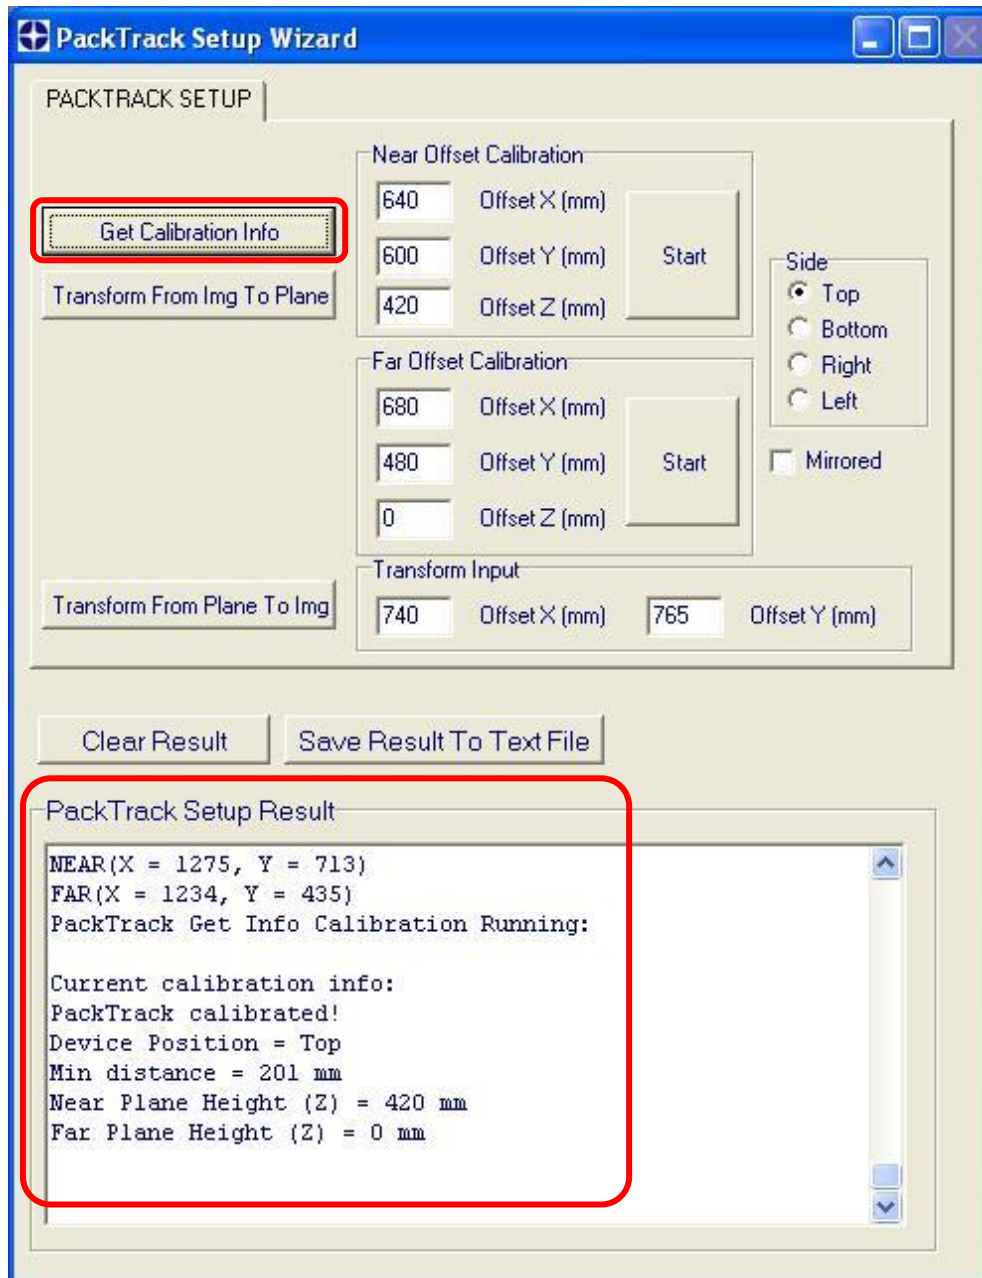 PackTrack Setup Wizard
PACKTRACK SETUP
Get Calibration Info
Transform From Img To Plane
Near Offset Calibration
640 Offset X (mm)
600 Offset Y (mm)
420 Offset Z (mm)
Start
Side
Top
Bottom
Right
Left
Far Offset Calibration
680 Offset X (mm)
480 Offset Y (mm)
0 Offset Z (mm)
Start
Mirrored
Transform From Plane To Img
Transform Input
740 Offset X (mm) 765 Offset Y (mm)
Clear Result
Save Result To Text File
PackTrack Setup Result
NEAR(X = 1275, Y = 713)
FAR(X = 1234, Y = 435)
PackTrack Get Info Calibration Running:
Current calibration info:
PackTrack calibrated!
Device Position = Top
Min distance = 201 mm
Near Plane Height (Z) = 420 mm
Far Plane Height (Z) = 0 mm